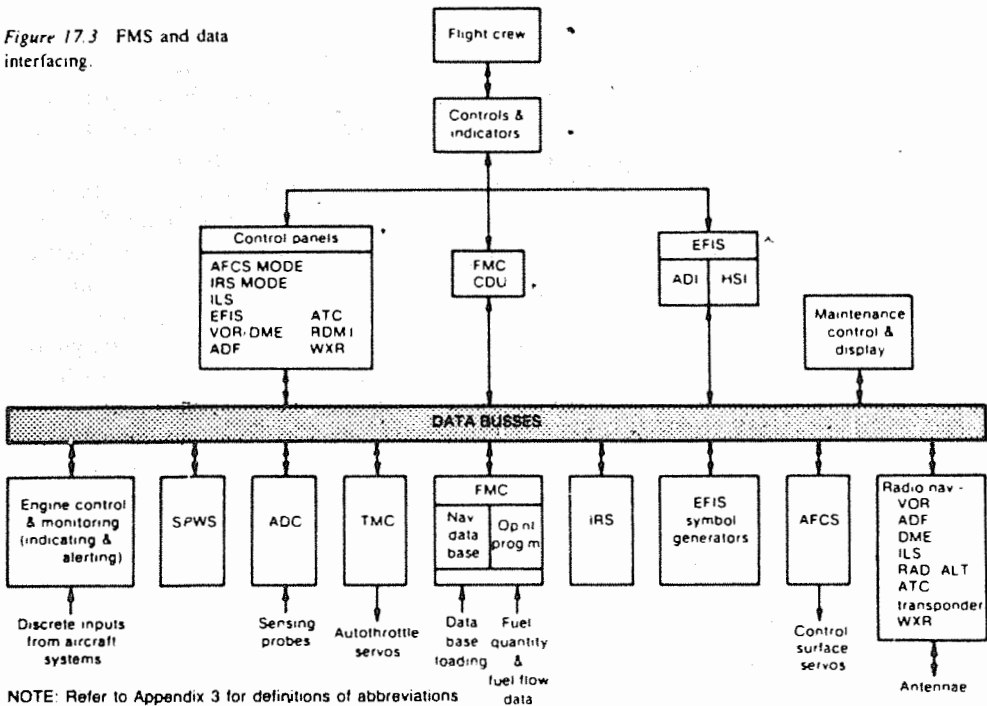 Figure 17.3 FMS and data
interfacing.
Flight crew
Controls &
indicators
Control panels
AFCS MODE
IRS MODE
ILS
EFIS ATC
VOR/DME RDMI
ADF WXR
FMC
CDU
EFIS
ADI HSI
Maintenance
control &
display
DATA BUSSES
Engine control
& monitoring
(indicating &
alerting)
SPWS
ADC
TMC
FMC
Nav
data
base
Op nl
prog m
IRS
EFIS
symbol
generators
AFCS
Radio nav -
VOR
ADF
DME
ILS
RAD ALT
ATC
transponder
WXR
Discrete inputs
from aircraft
systems
Sensing
probes
Autothrottle
servos
Data
base
loading
Fuel
quantity
&
fuel flow
data
Control
surface
servos
Antennae
NOTE: Refer to Appendix 3 for definitions of abbreviations